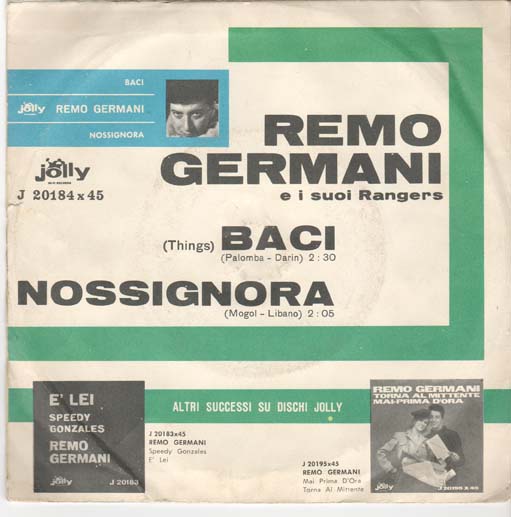 BACI
jolly REMO GERMANI
NOSSIGNORA
jolly
J 20184 x 45
REMO
GERMANI
e i suoi Rangers
(Things) BACI
(Palomba - Darin) 2:30
NOSSIGNORA
(Mogol - Libano) 2:05
E' LEI
SPEEDY
GONZALES
REMO
GERMANI
jolly J 20183
ALTRI SUCCESSI SU DISCHI JOLLY
J 20183x45
REMO GERMANI
Speedy Gonzales
E' Lei
J 20195x45
REMO GERMANI
Mai Prima D'Ora
Torna Al Mittente
REMO GERMANI
TORNA AL MITTENTE
MAI-PRIMA D'ORA
jolly J 20195 X 45